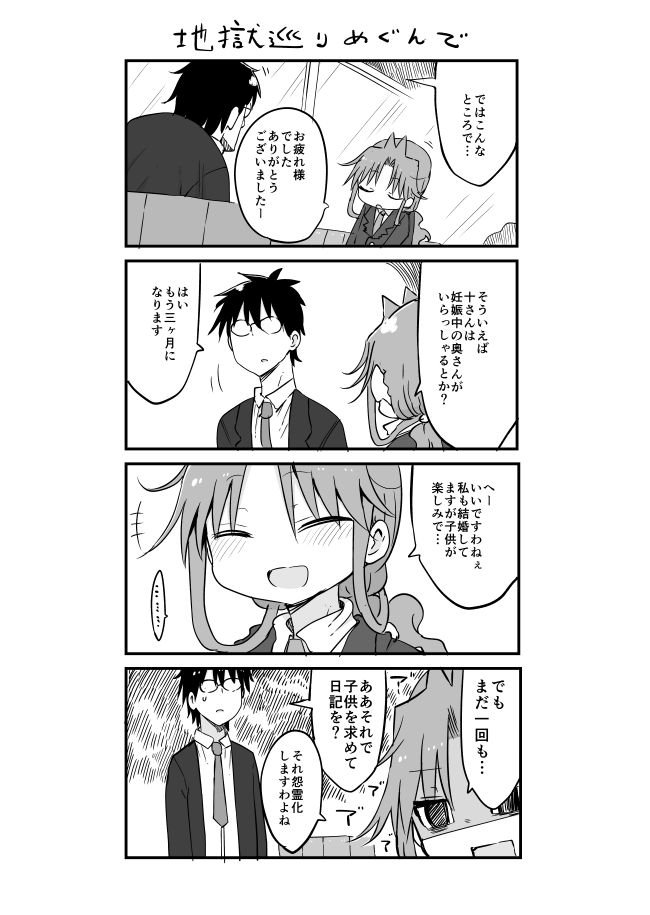 地獄巡りめぐんで
ではこんな
ところで…
お疲れ様
でした
ありがとう
ございましたー
そういえば
十さんは
妊娠中の奥さんが
いらっしゃるとか？
はい
もう三ヶ月に
なります
へー
いいですわねぇ
私も結婚して
ますが子供が
楽しみで…
………
でも
まだ一回も…
ああそれで
子供を求めて
日記を？
それ怨霊化
しますわよね
ア゛
ア゛
ア゛